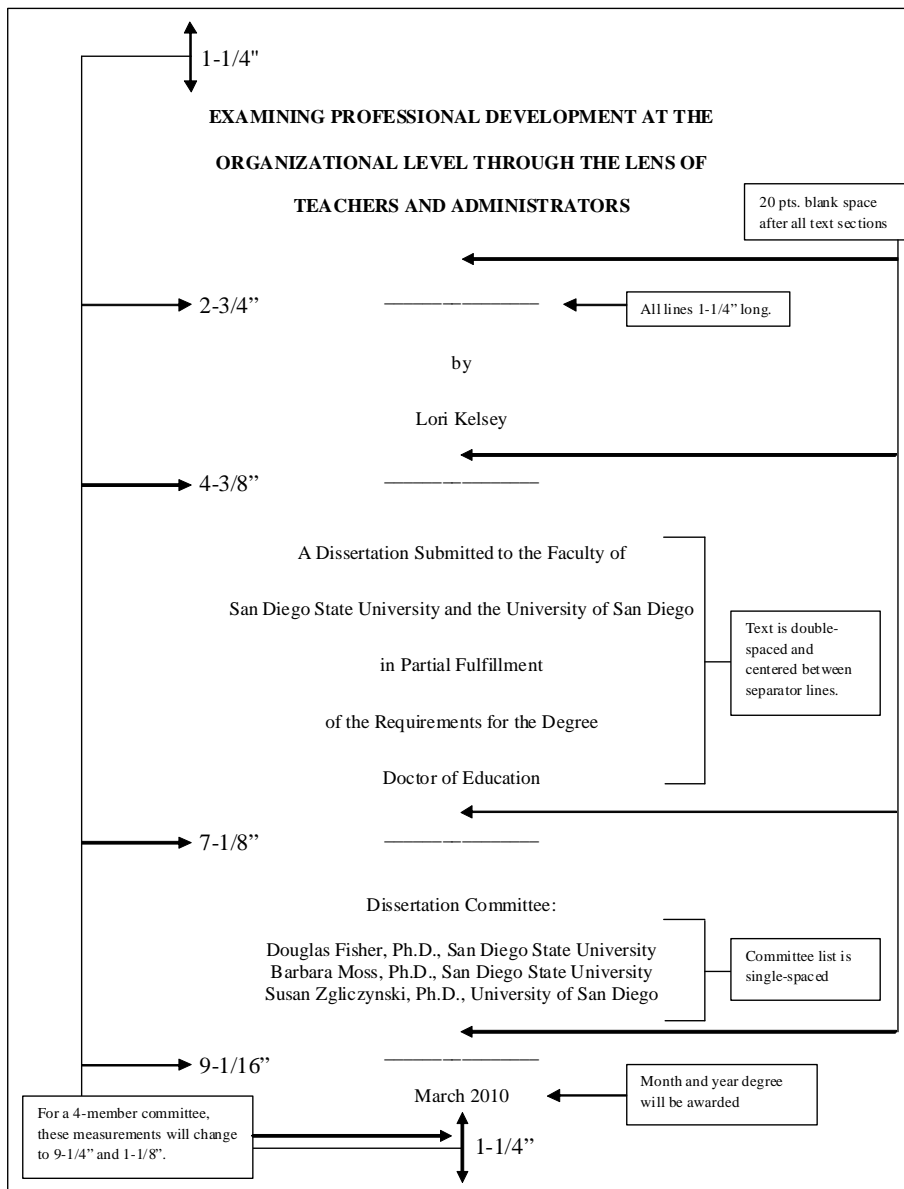 1-1/4"
EXAMINING PROFESSIONAL DEVELOPMENT AT THE
ORGANIZATIONAL LEVEL THROUGH THE LENS OF
TEACHERS AND ADMINISTRATORS
20 pts. blank space
after all text sections
2-3/4”
All lines 1-1/4” long.
by
Lori Kelsey
4-3/8”
A Dissertation Submitted to the Faculty of
San Diego State University and the University of San Diego
in Partial Fulfillment
of the Requirements for the Degree
Doctor of Education
Text is double-
spaced and
centered between
separator lines.
7-1/8”
Dissertation Committee:
Douglas Fisher, Ph.D., San Diego State University
Barbara Moss, Ph.D., San Diego State University
Susan Zgliczynski, Ph.D., University of San Diego
Committee list is
single-spaced
9-1/16”
March 2010
Month and year degree
will be awarded
For a 4-member committee,
these measurements will change
to 9-1/4” and 1-1/8”.
1-1/4”